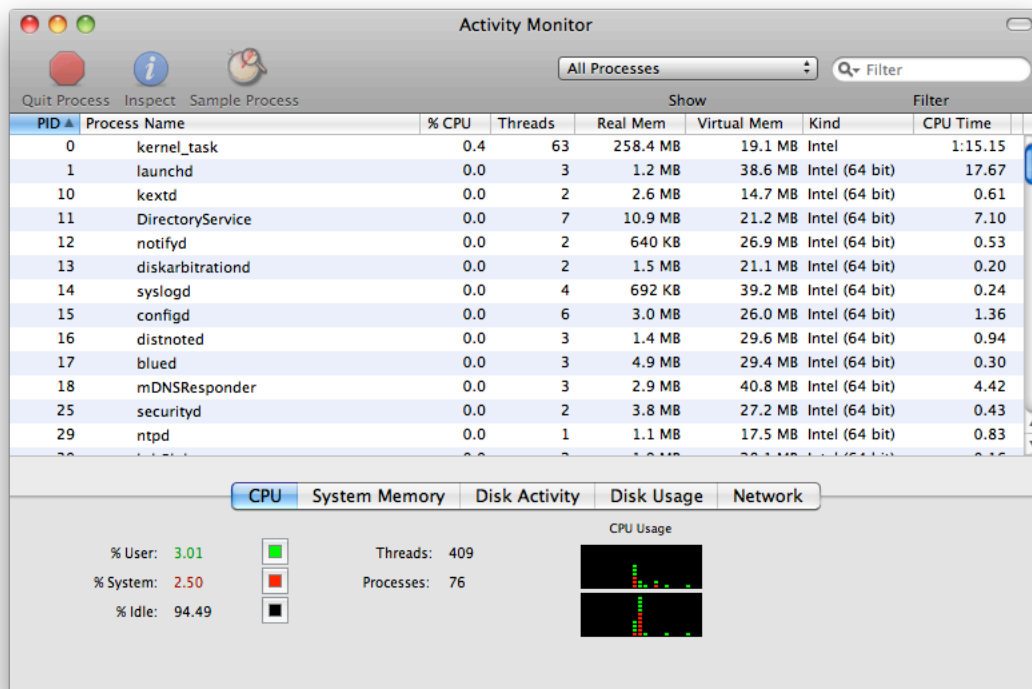 Activity Monitor
All Processes
Filter
Quit Process Inspect Sample Process Show Filter
PID Process Name % CPU Threads Real Mem Virtual Mem Kind CPU Time
0 kernel_task 0.4 63 258.4 MB 19.1 MB Intel 1:15.15
1 launchd 0.0 3 1.2 MB 38.6 MB Intel (64 bit) 17.67
10 kextd 0.0 2 2.6 MB 14.7 MB Intel (64 bit) 0.61
11 DirectoryService 0.0 7 10.9 MB 21.2 MB Intel (64 bit) 7.10
12 notifyd 0.0 2 640 KB 26.9 MB Intel (64 bit) 0.53
13 diskarbitrationd 0.0 2 1.5 MB 21.1 MB Intel (64 bit) 0.20
14 syslogd 0.0 4 692 KB 39.2 MB Intel (64 bit) 0.24
15 configd 0.0 6 3.0 MB 26.0 MB Intel (64 bit) 1.36
16 distnoted 0.0 3 1.4 MB 29.6 MB Intel (64 bit) 0.94
17 blued 0.0 3 4.9 MB 29.4 MB Intel (64 bit) 0.30
18 mDNSResponder 0.0 3 2.9 MB 40.8 MB Intel (64 bit) 4.42
25 securityd 0.0 2 3.8 MB 27.2 MB Intel (64 bit) 0.43
29 ntpd 0.0 1 1.1 MB 17.5 MB Intel (64 bit) 0.83
CPU System Memory Disk Activity Disk Usage Network
CPU Usage
% User: 3.01 Threads: 409
% System: 2.50 Processes: 76
% Idle: 94.49